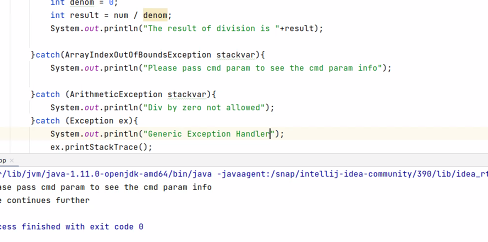 int denom = 0;
int result = num / denom;
System.out.println("The result of division is "+result);
}catch(ArrayIndexOutOfBoundsException stackvar){
System.out.println("Please pass cmd param to see the cmd param info");
}catch (ArithmeticException stackvar){
System.out.println("Div by zero not allowed");
}catch (Exception ex){
System.out.println("Generic Exception Handler");
ex.printStackTrace();
op ×
r/lib/jvm/java-1.11.0-openjdk-amd64/bin/java -javaagent:/snap/intellij-idea-community/390/lib/idea_rt
ase pass cmd param to see the cmd param info
e continues further
cess finished with exit code 0